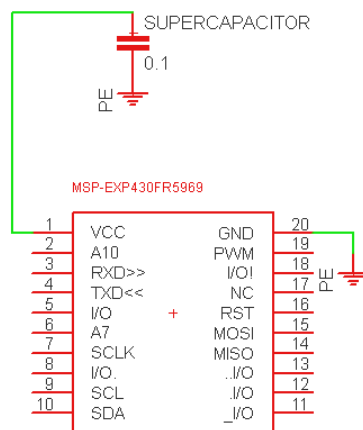 SUPERCAPACITOR
0.1
PE
MSP-EXP430FR5969
1 VCC GND 20
2 A10 PWM 19
3 RXD>> I/O! 18
4 TXD<< NC 17
PE
5 I/O RST 16
6 A7 MOSI 15
7 SCLK MISO 14
8 I/O. ..I/O 13
9 SCL .I/O 12
10 SDA _I/O 11